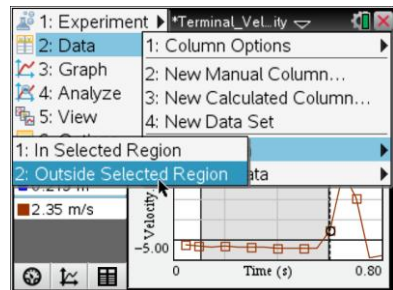 1: Experiment
*Terminal_Vel...ity
2: Data
1: Column Options
3: Graph
2: New Manual Column...
4: Analyze
3: New Calculated Column...
5: View
4: New Data Set
1: In Selected Region
2: Outside Selected Region
2.35 m/s
Velocity
-5.00
0
Time (s)
0.80